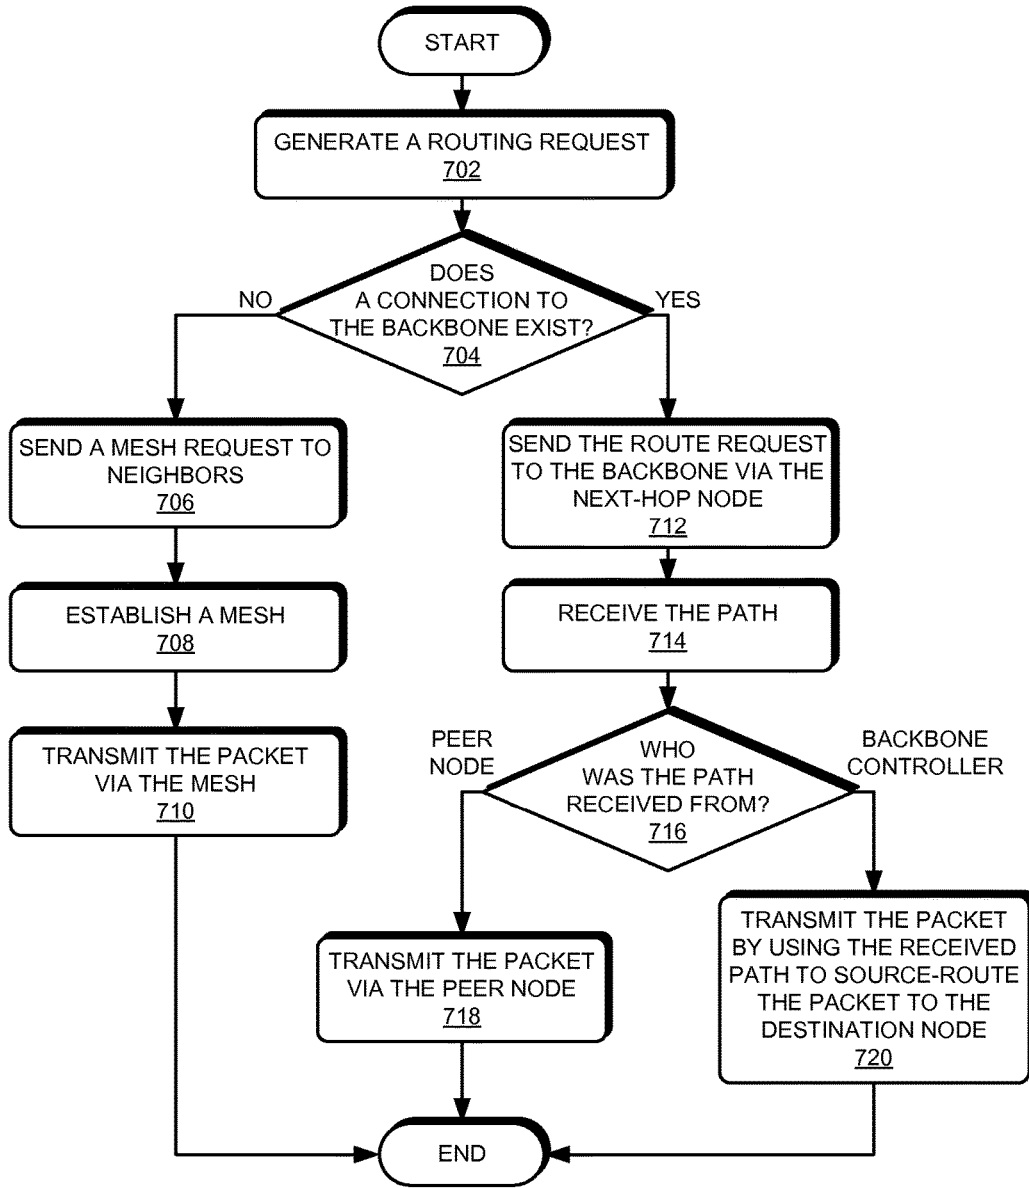 START
GENERATE A ROUTING REQUEST
702
DOES
A CONNECTION TO
THE BACKBONE EXIST?
704
NO
YES
SEND A MESH REQUEST TO
NEIGHBORS
706
SEND THE ROUTE REQUEST
TO THE BACKBONE VIA THE
NEXT-HOP NODE
712
ESTABLISH A MESH
708
RECEIVE THE PATH
714
TRANSMIT THE PACKET
VIA THE MESH
710
PEER
NODE
WHO
WAS THE PATH
RECEIVED FROM?
716
BACKBONE
CONTROLLER
TRANSMIT THE PACKET
VIA THE PEER NODE
718
TRANSMIT THE PACKET
BY USING THE RECEIVED
PATH TO SOURCE-ROUTE
THE PACKET TO THE
DESTINATION NODE
720
END